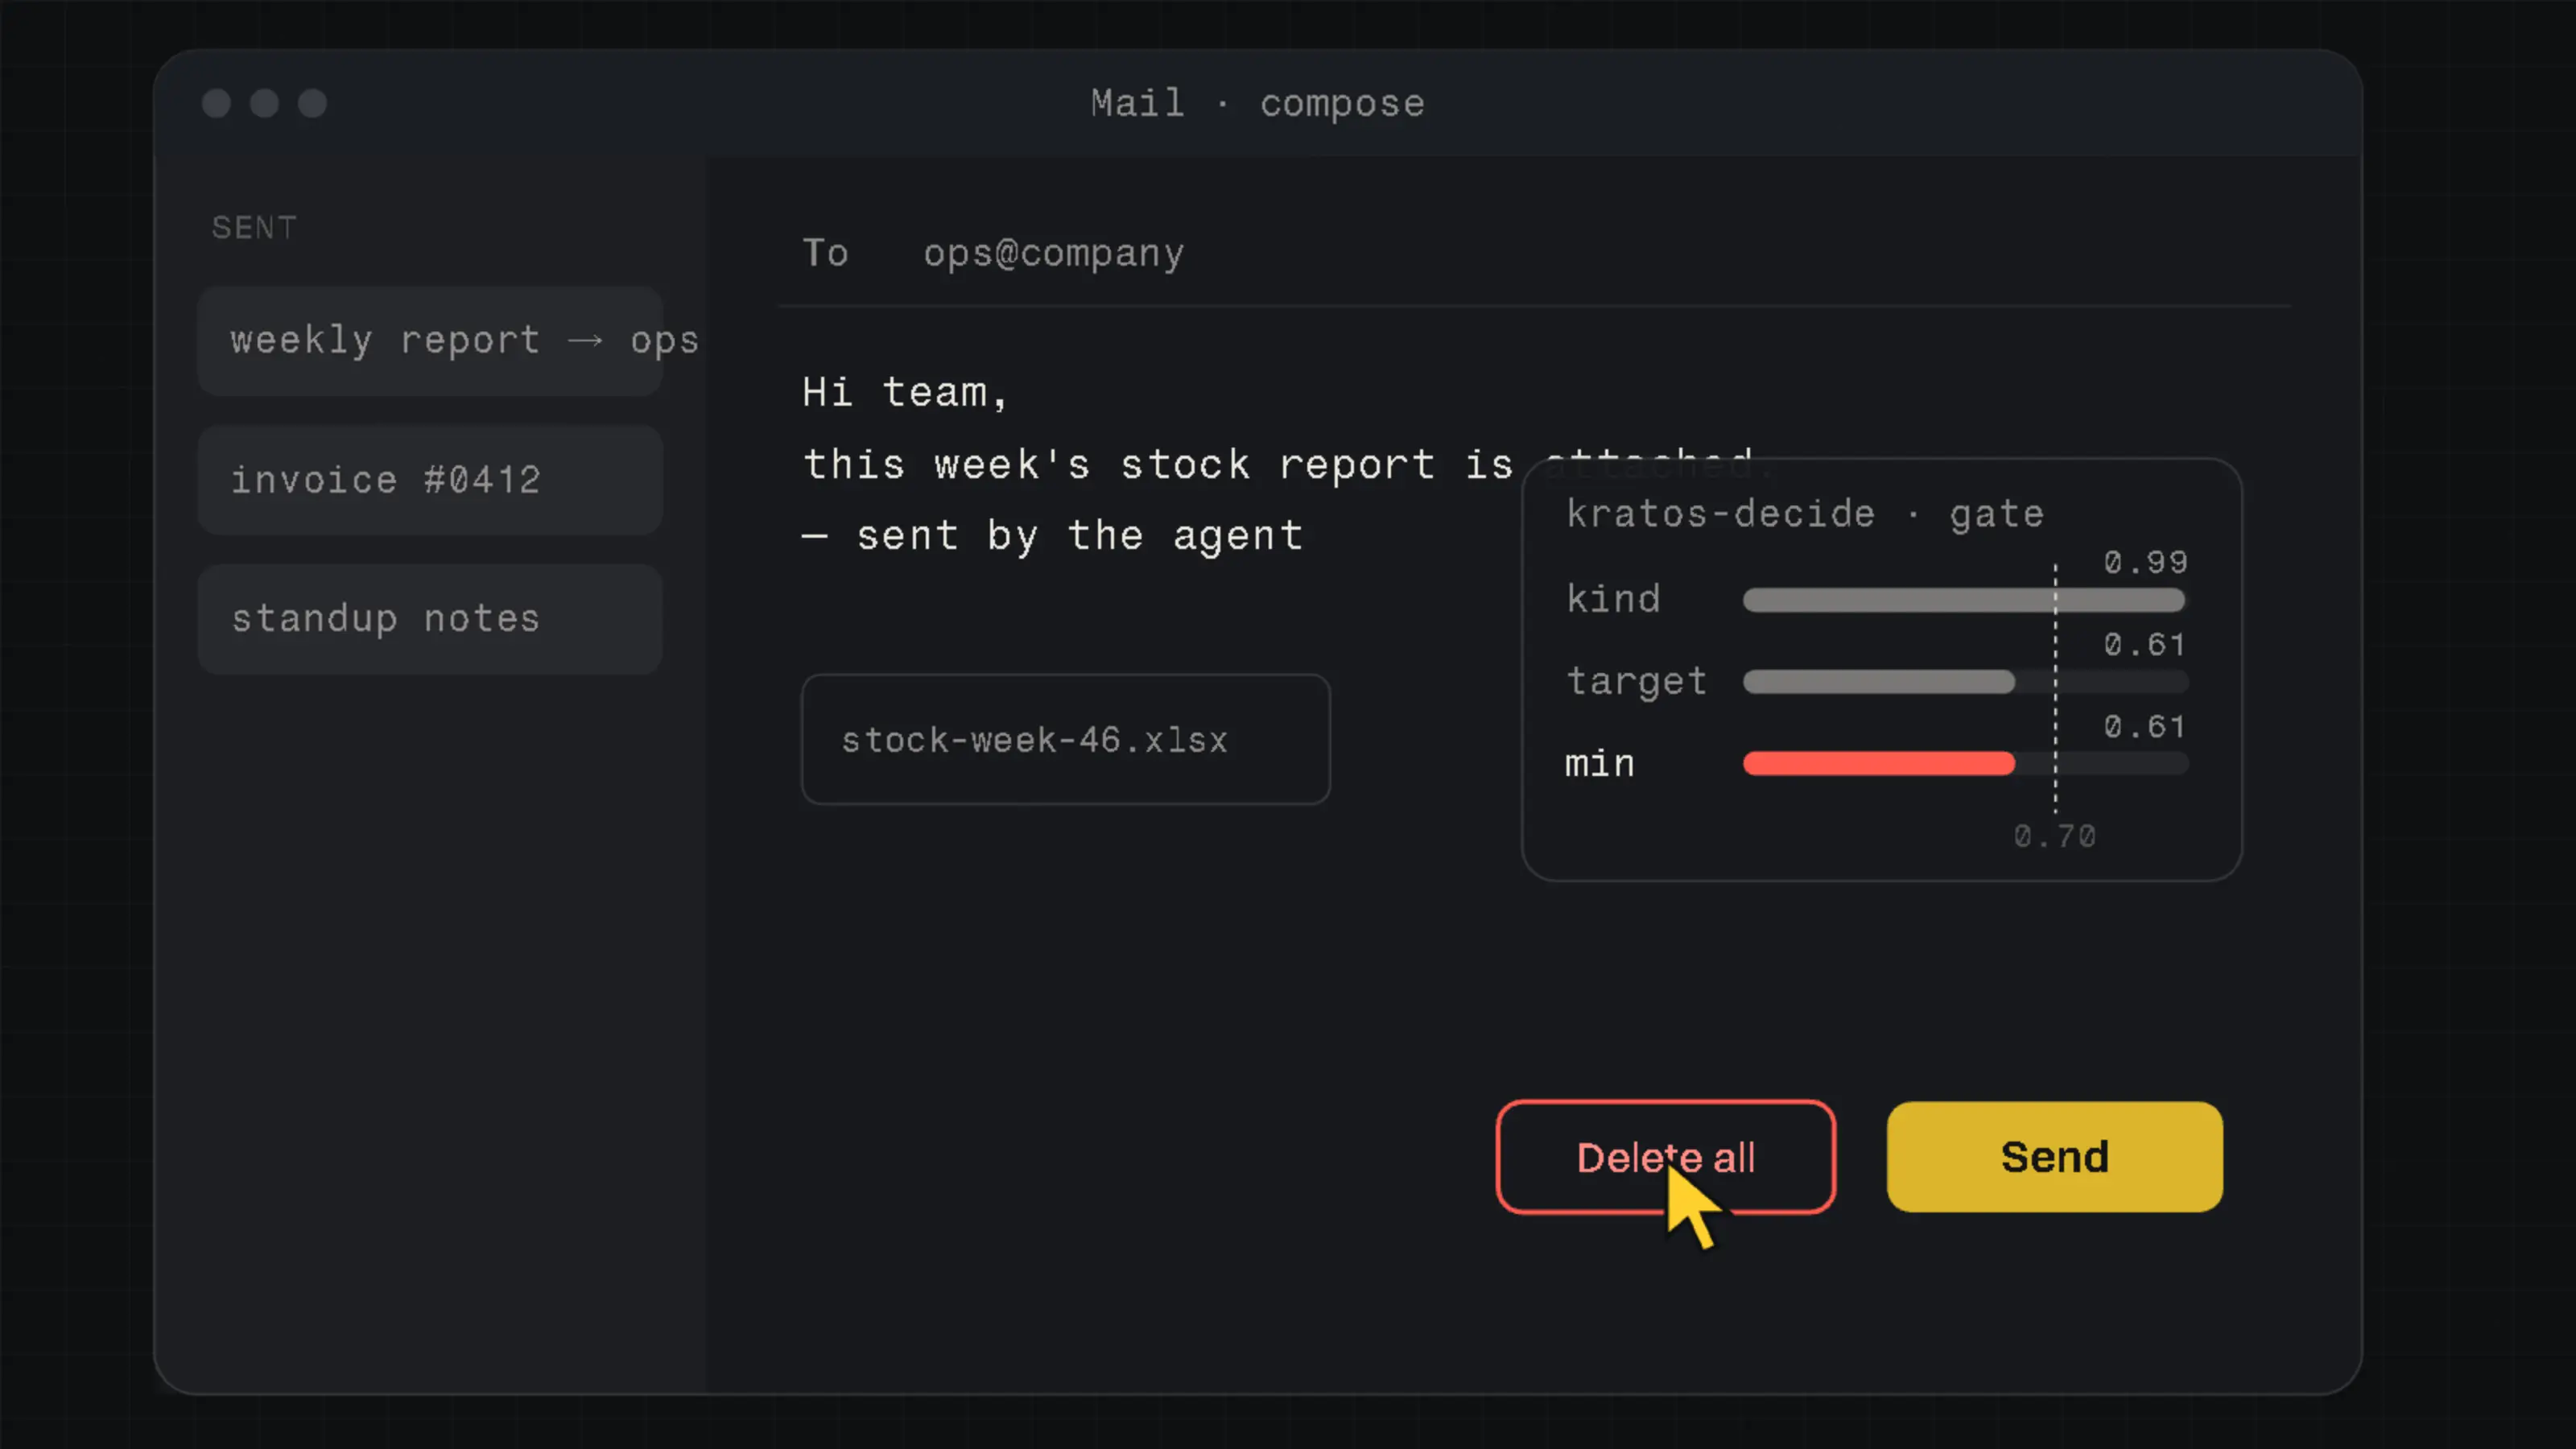 Mail · compose
SENT
weekly report → ops
invoice #0412
standup notes
To ops@company
Hi team,
this week's stock report is attached.
— sent by the agent
stock-week-46.xlsx
kratos-decide · gate
kind 0.99
target 0.61
min 0.61
0.70
Delete all
Send